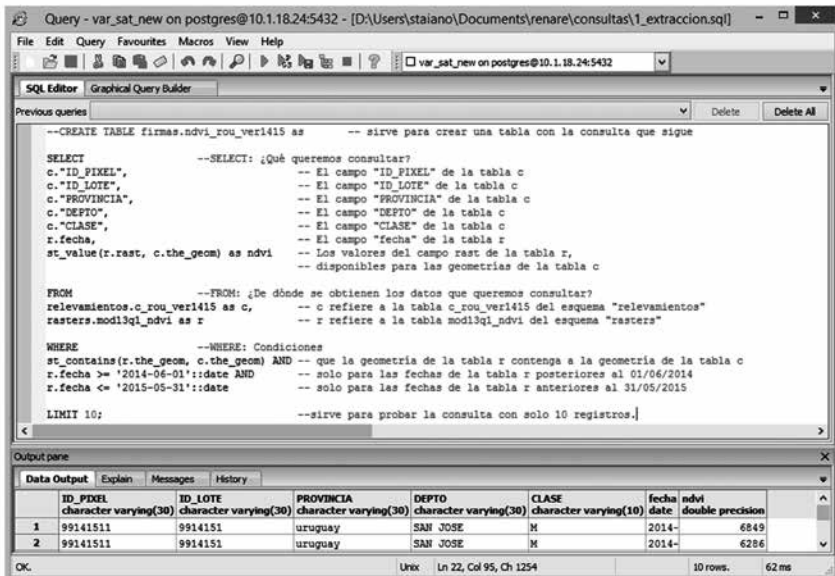 Query - var_sat_new on postgres@10.1.18.24:5432 - [D:\Users\staiano\Documents\renare\consultas\1_extraccion.sql]
File Edit Query Favourites Macros View Help
var_sat_new on postgres@10.1.18.24:5432
SQL Editor Graphical Query Builder
Previous queries Delete Delete All
--CREATE TABLE firmas.ndvi_rou_ver1415 as -- sirve para crear una tabla con la consulta que sigue
SELECT --SELECT: ¿Qué queremos consultar?
c."ID_PIXEL", -- El campo "ID_PIXEL" de la tabla c
c."ID_LOTE", -- El campo "ID_LOTE" de la tabla c
c."PROVINCIA", -- El campo "PROVINCIA" de la tabla c
c."DEPTO", -- El campo "DEPTO" de la tabla c
c."CLASE", -- El campo "CLASE" de la tabla c
r.fecha, -- El campo "fecha" de la tabla r
st_value(r.rast, c.the_geom) as ndvi -- Los valores del campo rast de la tabla r,
-- disponibles para las geometrías de la tabla c
FROM --FROM: ¿De dónde se obtienen los datos que queremos consultar?
relevamientos.c_rou_ver1415 as c, -- c refiere a la tabla c_rou_ver1415 del esquema "relevamientos"
rasters.mod13q1_ndvi as r -- r refiere a la tabla mod13q1_ndvi del esquema "rasters"
WHERE --WHERE: Condiciones
st_contains(r.the_geom, c.the_geom) AND -- que la geometría de la tabla r contenga a la geometría de la tabla c
r.fecha >= '2014-06-01'::date AND -- solo para las fechas de la tabla r posteriores al 01/06/2014
r.fecha <= '2015-05-31'::date -- solo para las fechas de la tabla r anteriores al 31/05/2015
LIMIT 10; --sirve para probar la consulta con solo 10 registros.
Output pane
Data Output Explain Messages History
ID_PIXEL ID_LOTE PROVINCIA DEPTO CLASE fecha ndvi
character varying(30) character varying(30) character varying(30) character varying(30) character varying(10) date double precision
1 99141511 9914151 uruguay SAN JOSE M 2014- 6849
2 99141511 9914151 uruguay SAN JOSE M 2014- 6286
OK. Unix Ln 22, Col 95, Ch 1254 10 rows. 62 ms